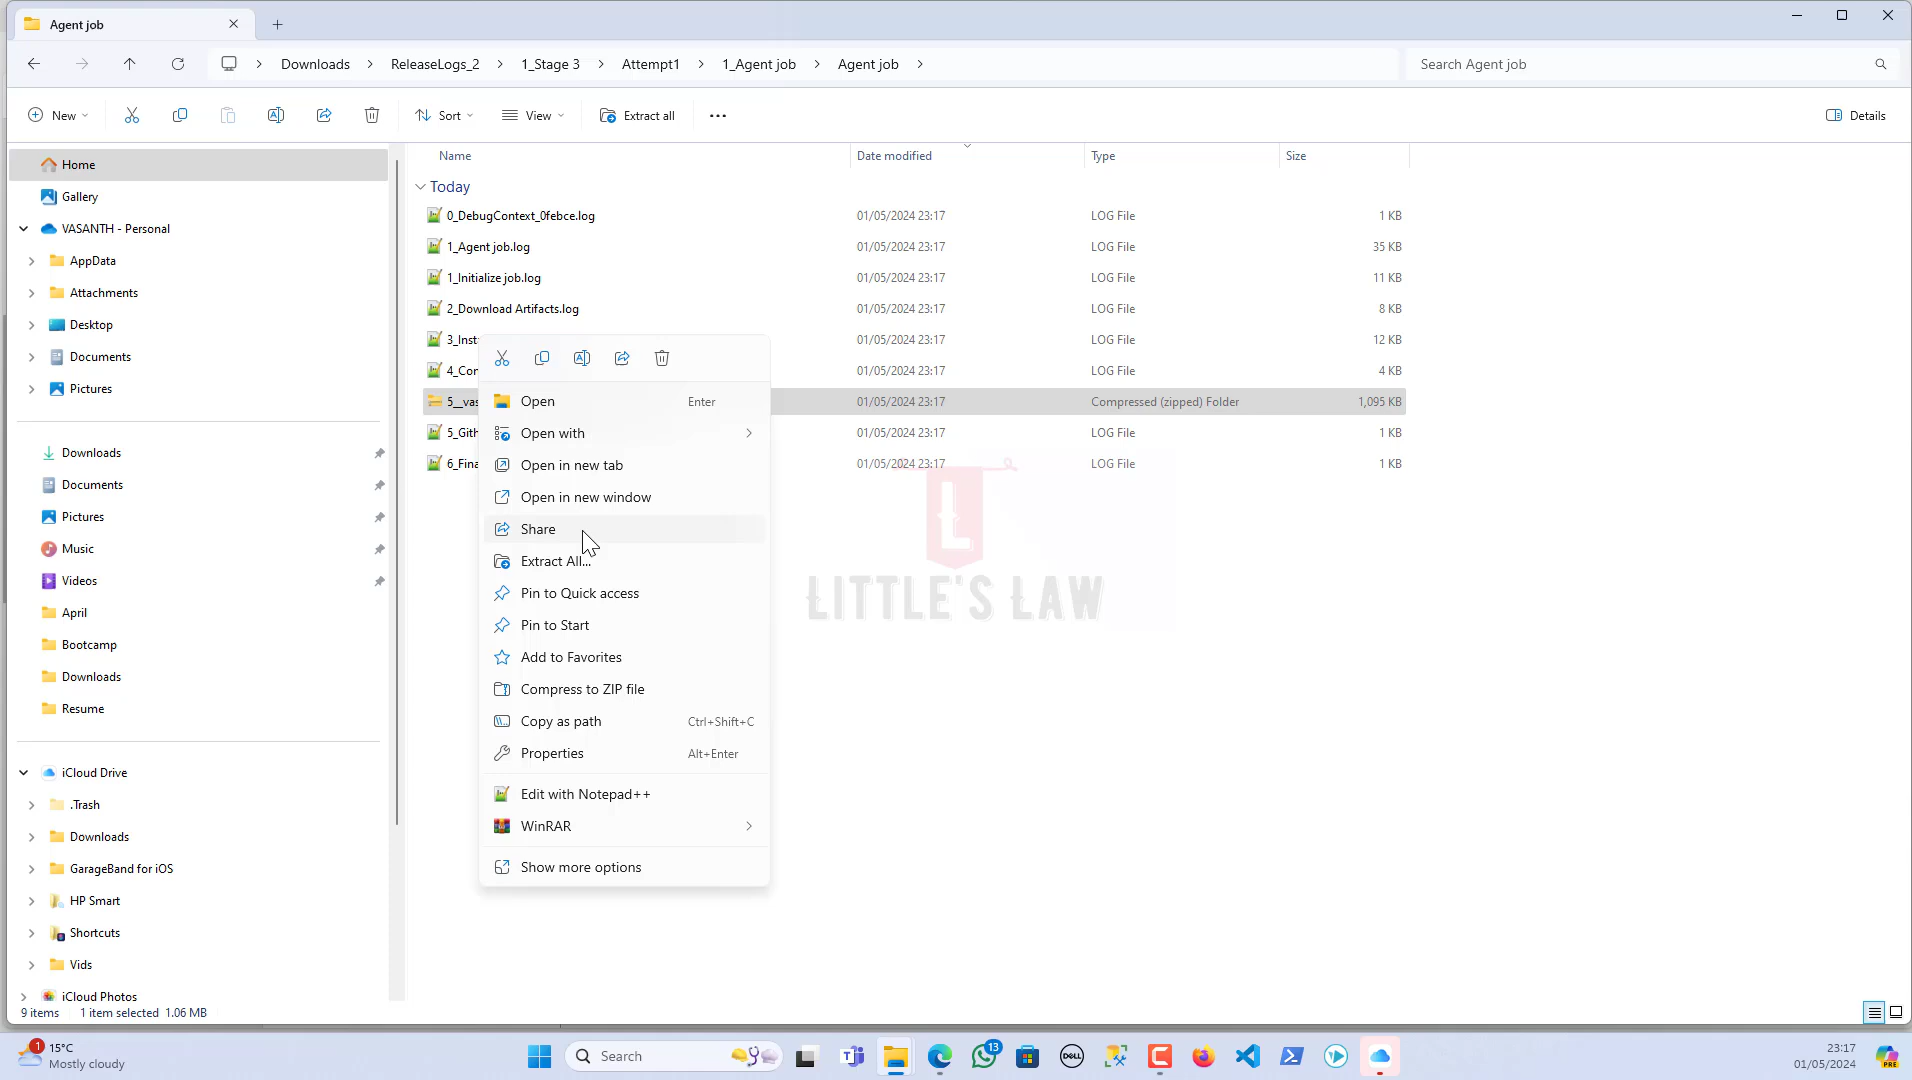 Agent job
Downloads
ReleaseLogs_2
1_Stage 3
Attempt1
1_Agent job
Agent job
Search Agent job
New
Sort
View
Extract all
Details
Name
Date modified
Type
Size
Today
0_DebugContext_0febce.log 01/05/2024 23:17 LOG File 1 KB
1_Agent job.log 01/05/2024 23:17 LOG File 35 KB
1_Initialize job.log 01/05/2024 23:17 LOG File 11 KB
2_Download Artifacts.log 01/05/2024 23:17 LOG File 8 KB
3_Inst 01/05/2024 23:17 LOG File 12 KB
4_Con 01/05/2024 23:17 LOG File 4 KB
5__vas 01/05/2024 23:17 Compressed (zipped) Folder 1,095 KB
5_Gith 01/05/2024 23:17 LOG File 1 KB
6_Fina 01/05/2024 23:17 LOG File 1 KB
Home
Gallery
VASANTH - Personal
AppData
Attachments
Desktop
Documents
Pictures
Downloads
Documents
Pictures
Music
Videos
April
Bootcamp
Downloads
Resume
iCloud Drive
.Trash
Downloads
GarageBand for iOS
HP Smart
Shortcuts
Vids
iCloud Photos
Open Enter
Open with
Open in new tab
Open in new window
Share
Extract All...
Pin to Quick access
Pin to Start
Add to Favorites
Compress to ZIP file
Copy as path Ctrl+Shift+C
Properties Alt+Enter
Edit with Notepad++
WinRAR
Show more options
L
LITTLE'S LAW
9 items 1 item selected 1.06 MB
1
15°C
Mostly cloudy
Search
T
13
DELL
23:17
01/05/2024
PRE